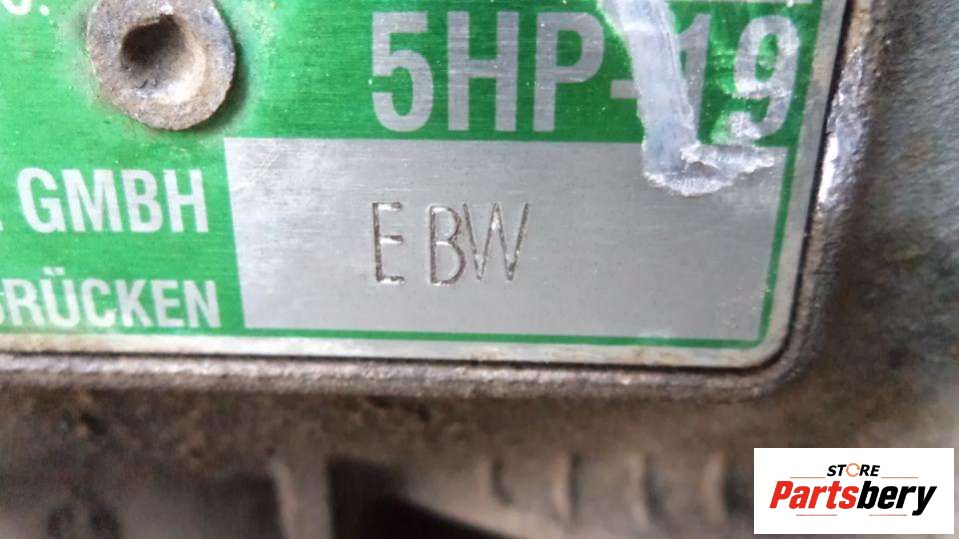 5HP-19
GMBH
EBW
RÜCKEN
STORE
Partsbery